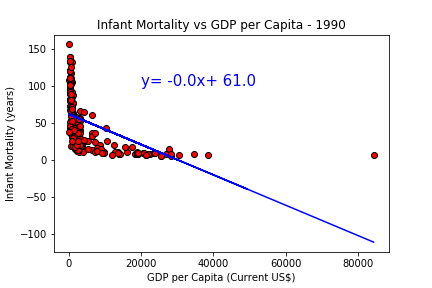 Infant Mortality vs GDP per Capita - 1990
150
100
50
0
−50
−100
Infant Mortality (years)
y= -0.0x+ 61.0
0
20000
40000
60000
80000
GDP per Capita (Current US$)